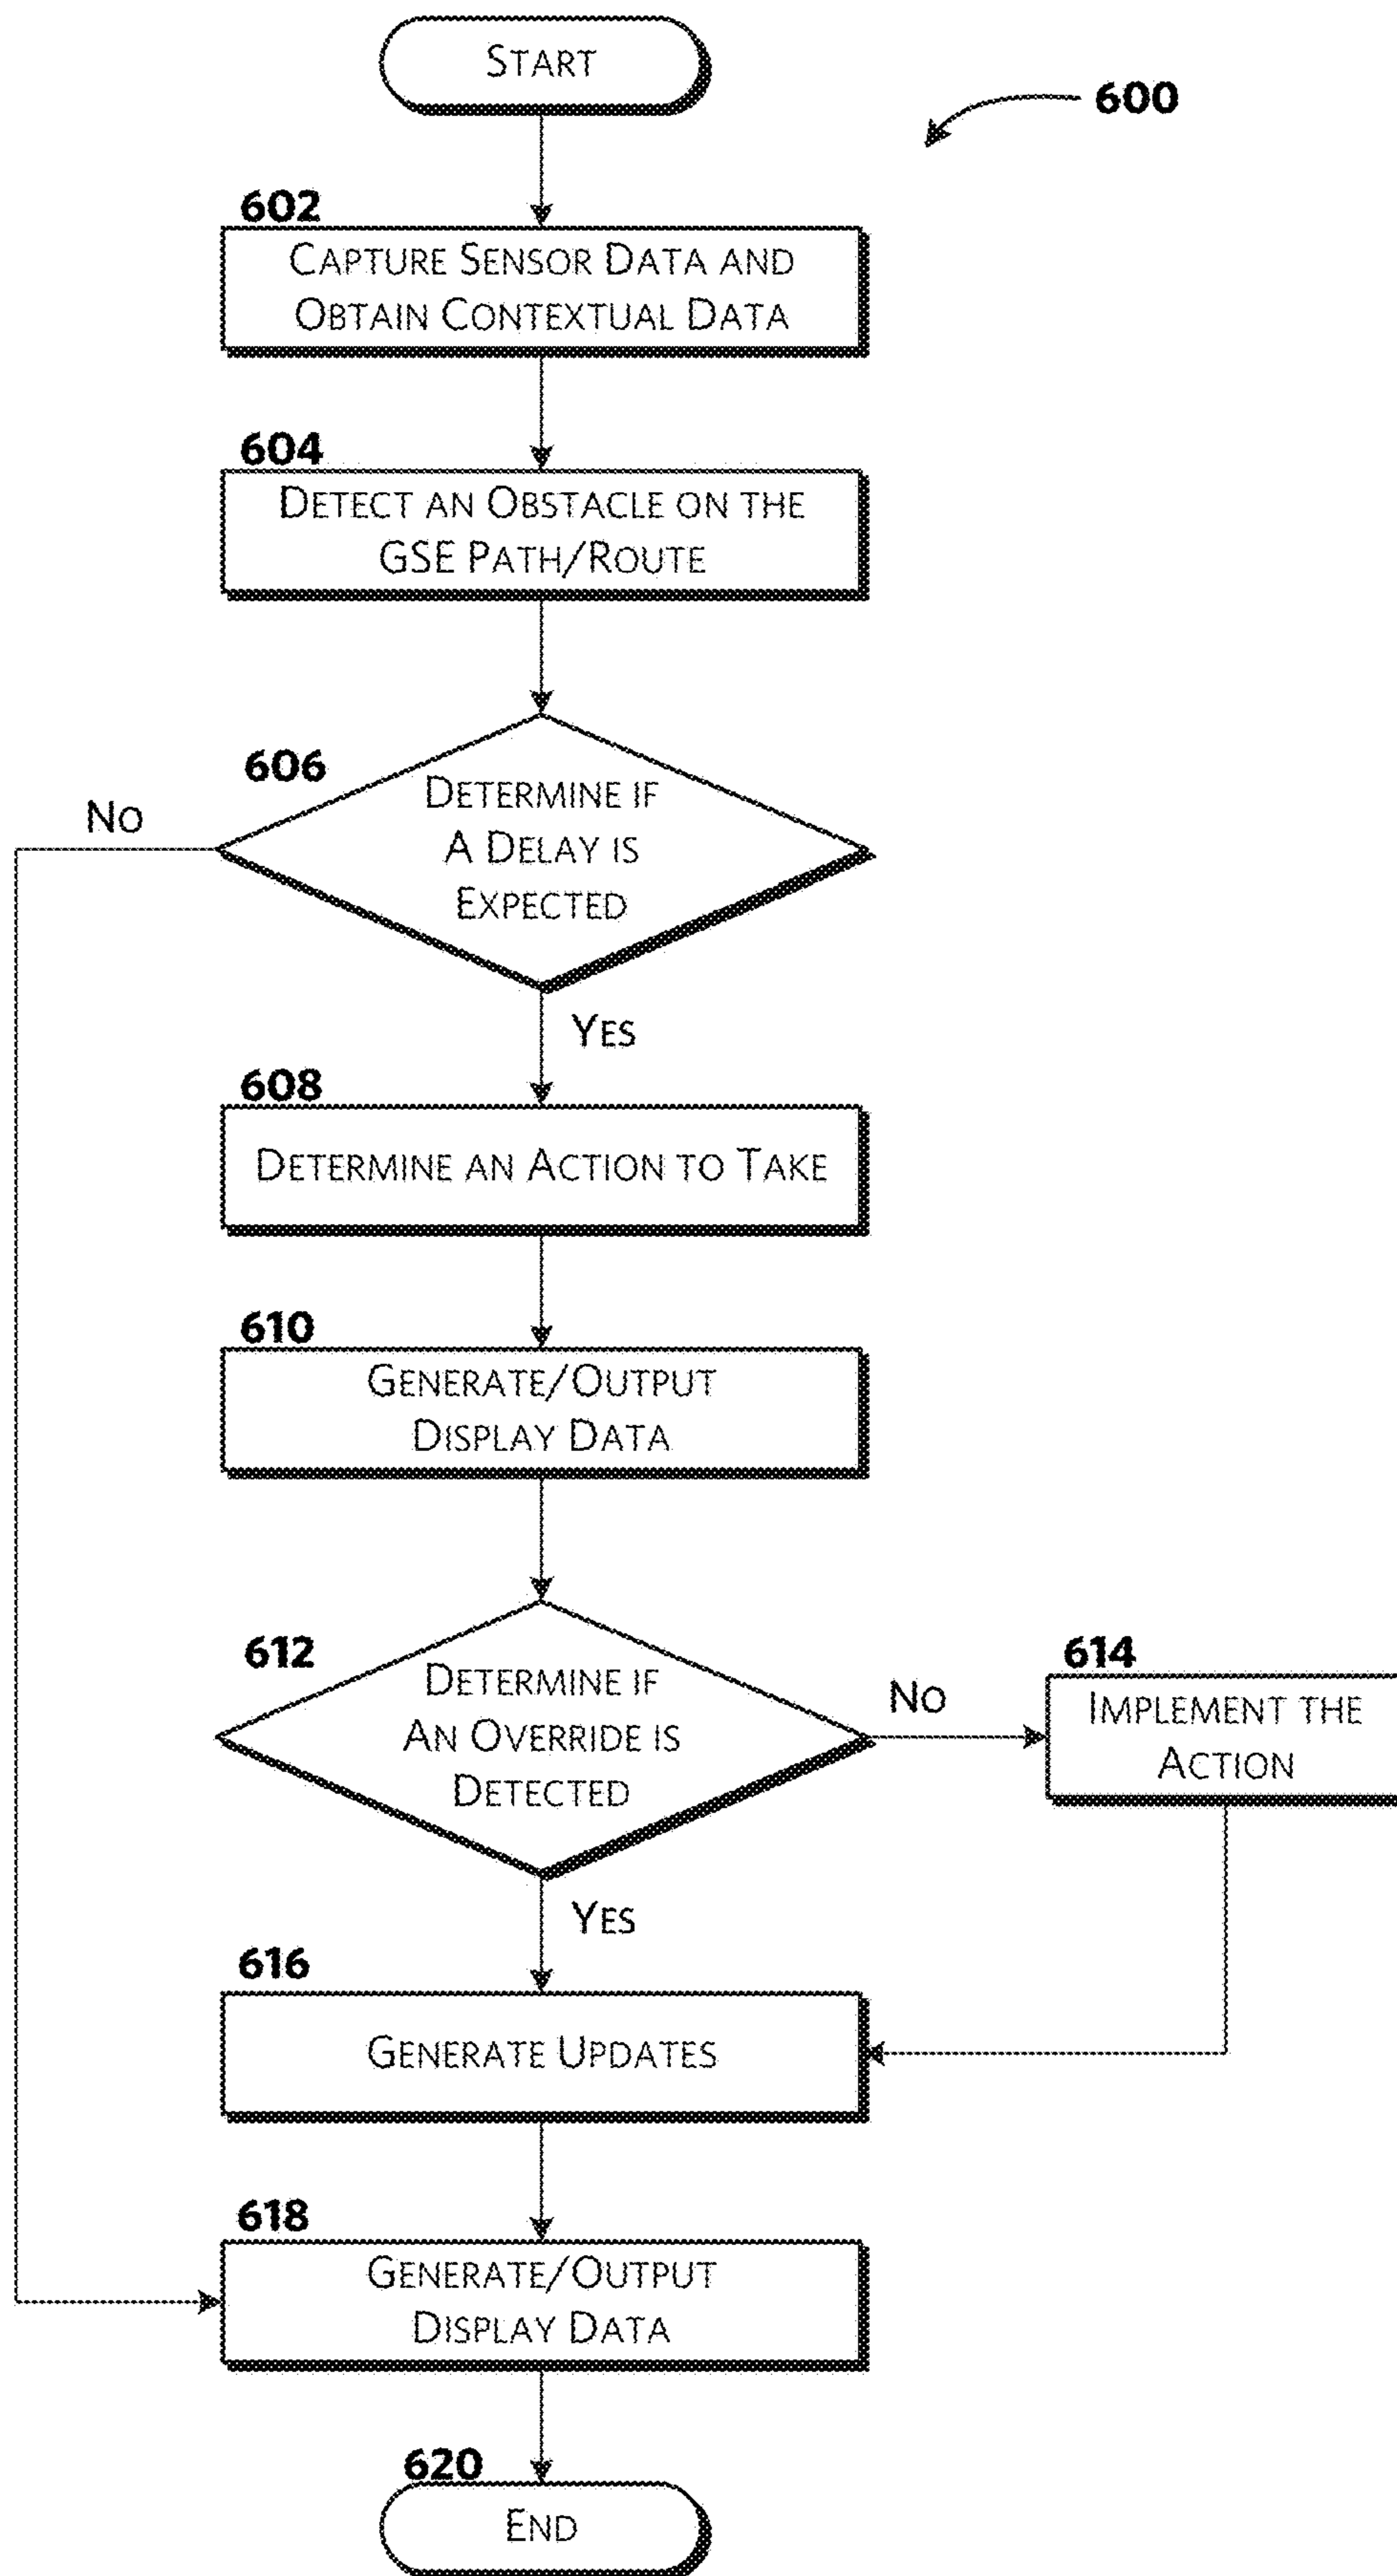 START
600
602
CAPTURE SENSOR DATA AND
OBTAIN CONTEXTUAL DATA
604
DETECT AN OBSTACLE ON THE
GSE PATH/ROUTE
606
DETERMINE IF
A DELAY IS
EXPECTED
NO
YES
608
DETERMINE AN ACTION TO TAKE
610
GENERATE/OUTPUT
DISPLAY DATA
612
DETERMINE IF
AN OVERRIDE IS
DETECTED
NO
614
IMPLEMENT THE
ACTION
YES
616
GENERATE UPDATES
618
GENERATE/OUTPUT
DISPLAY DATA
620
END